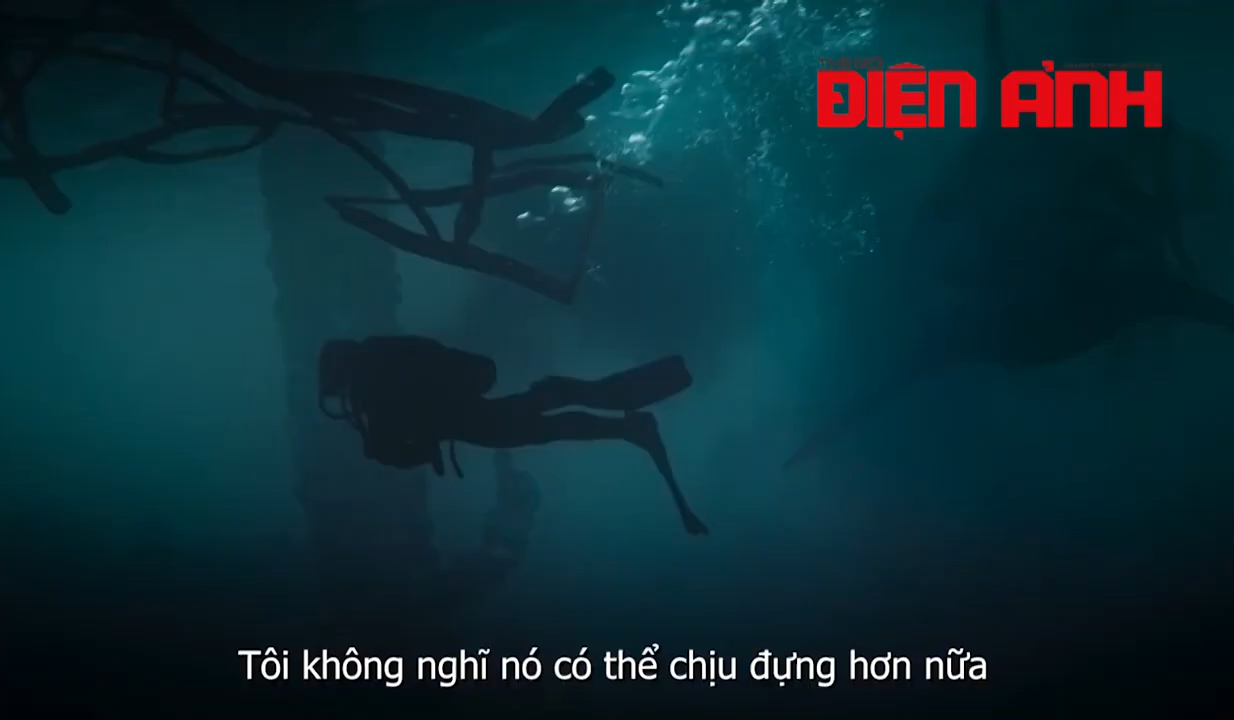 ĐIỆN ẢNH
Tôi không nghĩ nó có thể chịu đựng hơn nữa